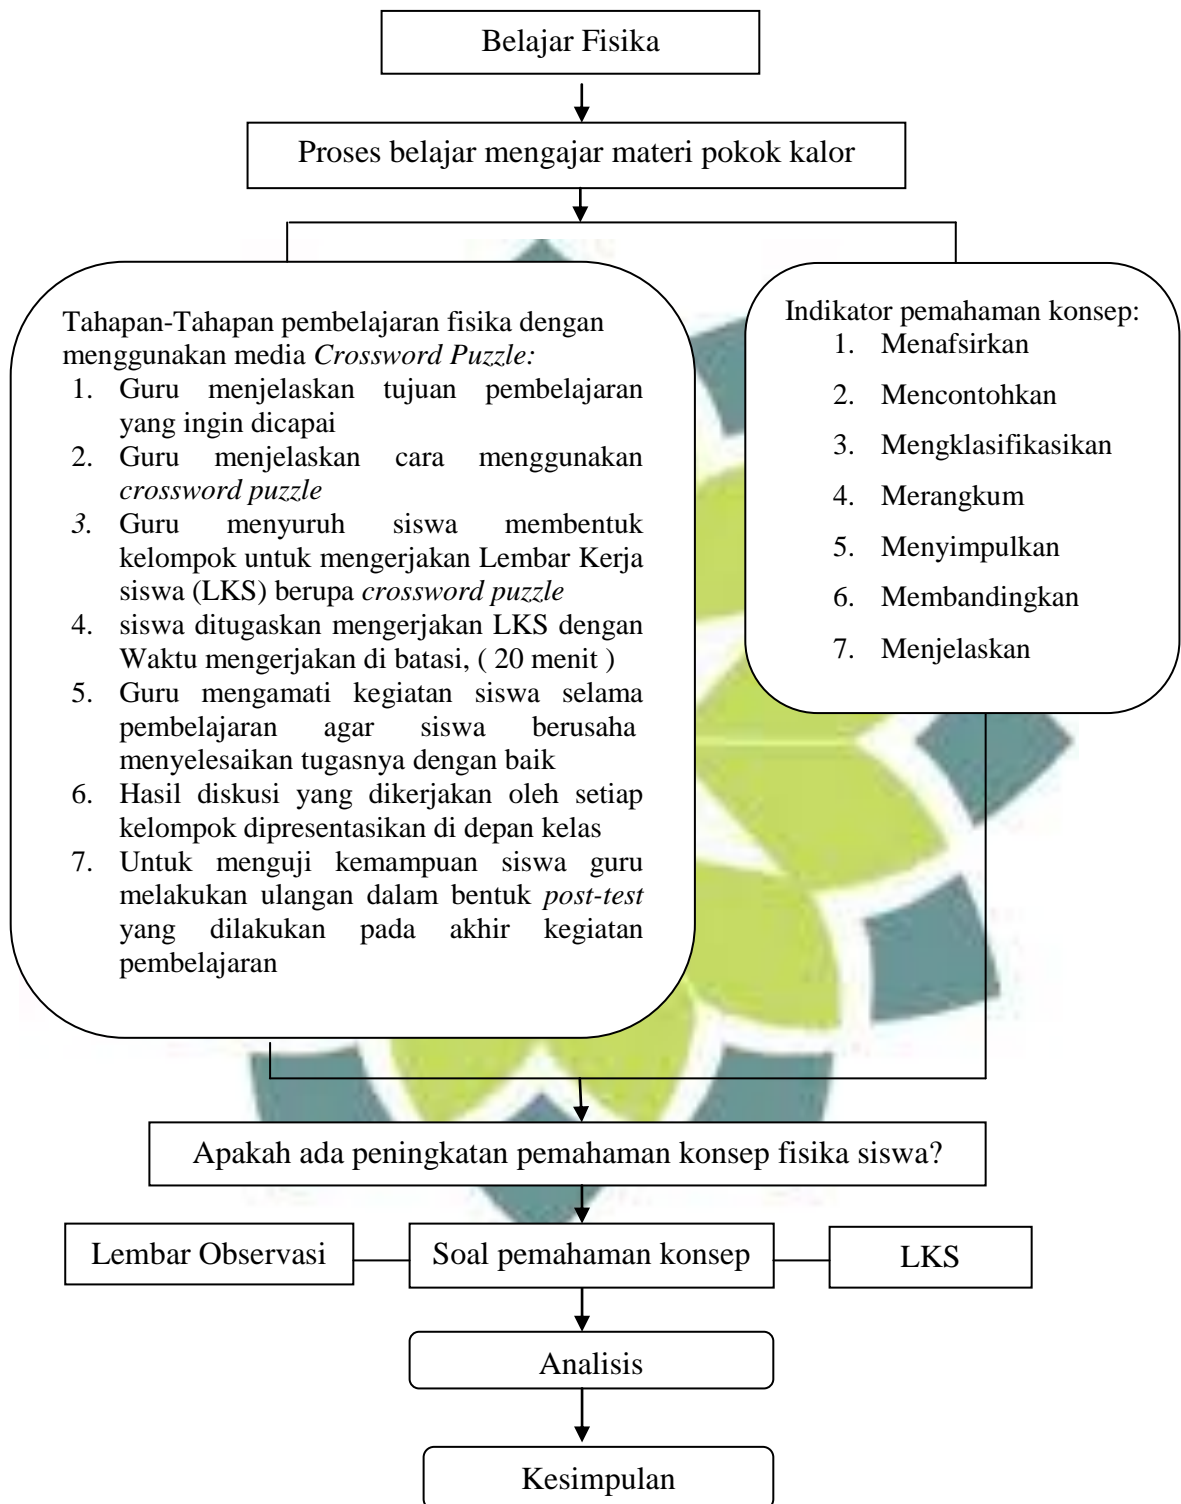 Belajar Fisika
Proses belajar mengajar materi pokok kalor
Tahapan-Tahapan pembelajaran fisika dengan
menggunakan media Crossword Puzzle:
1. Guru menjelaskan tujuan pembelajaran
yang ingin dicapai
2. Guru menjelaskan cara menggunakan
crossword puzzle
3. Guru menyuruh siswa membentuk
kelompok untuk mengerjakan Lembar Kerja
siswa (LKS) berupa crossword puzzle
4. siswa ditugaskan mengerjakan LKS dengan
Waktu mengerjakan di batasi, ( 20 menit )
5. Guru mengamati kegiatan siswa selama
pembelajaran agar siswa berusaha
menyelesaikan tugasnya dengan baik
6. Hasil diskusi yang dikerjakan oleh setiap
kelompok dipresentasikan di depan kelas
7. Untuk menguji kemampuan siswa guru
melakukan ulangan dalam bentuk post-test
yang dilakukan pada akhir kegiatan
pembelajaran
Indikator pemahaman konsep:
1. Menafsirkan
2. Mencontohkan
3. Mengklasifikasikan
4. Merangkum
5. Menyimpulkan
6. Membandingkan
7. Menjelaskan
Apakah ada peningkatan pemahaman konsep fisika siswa?
Lembar Observasi
Soal pemahaman konsep
LKS
Analisis
Kesimpulan